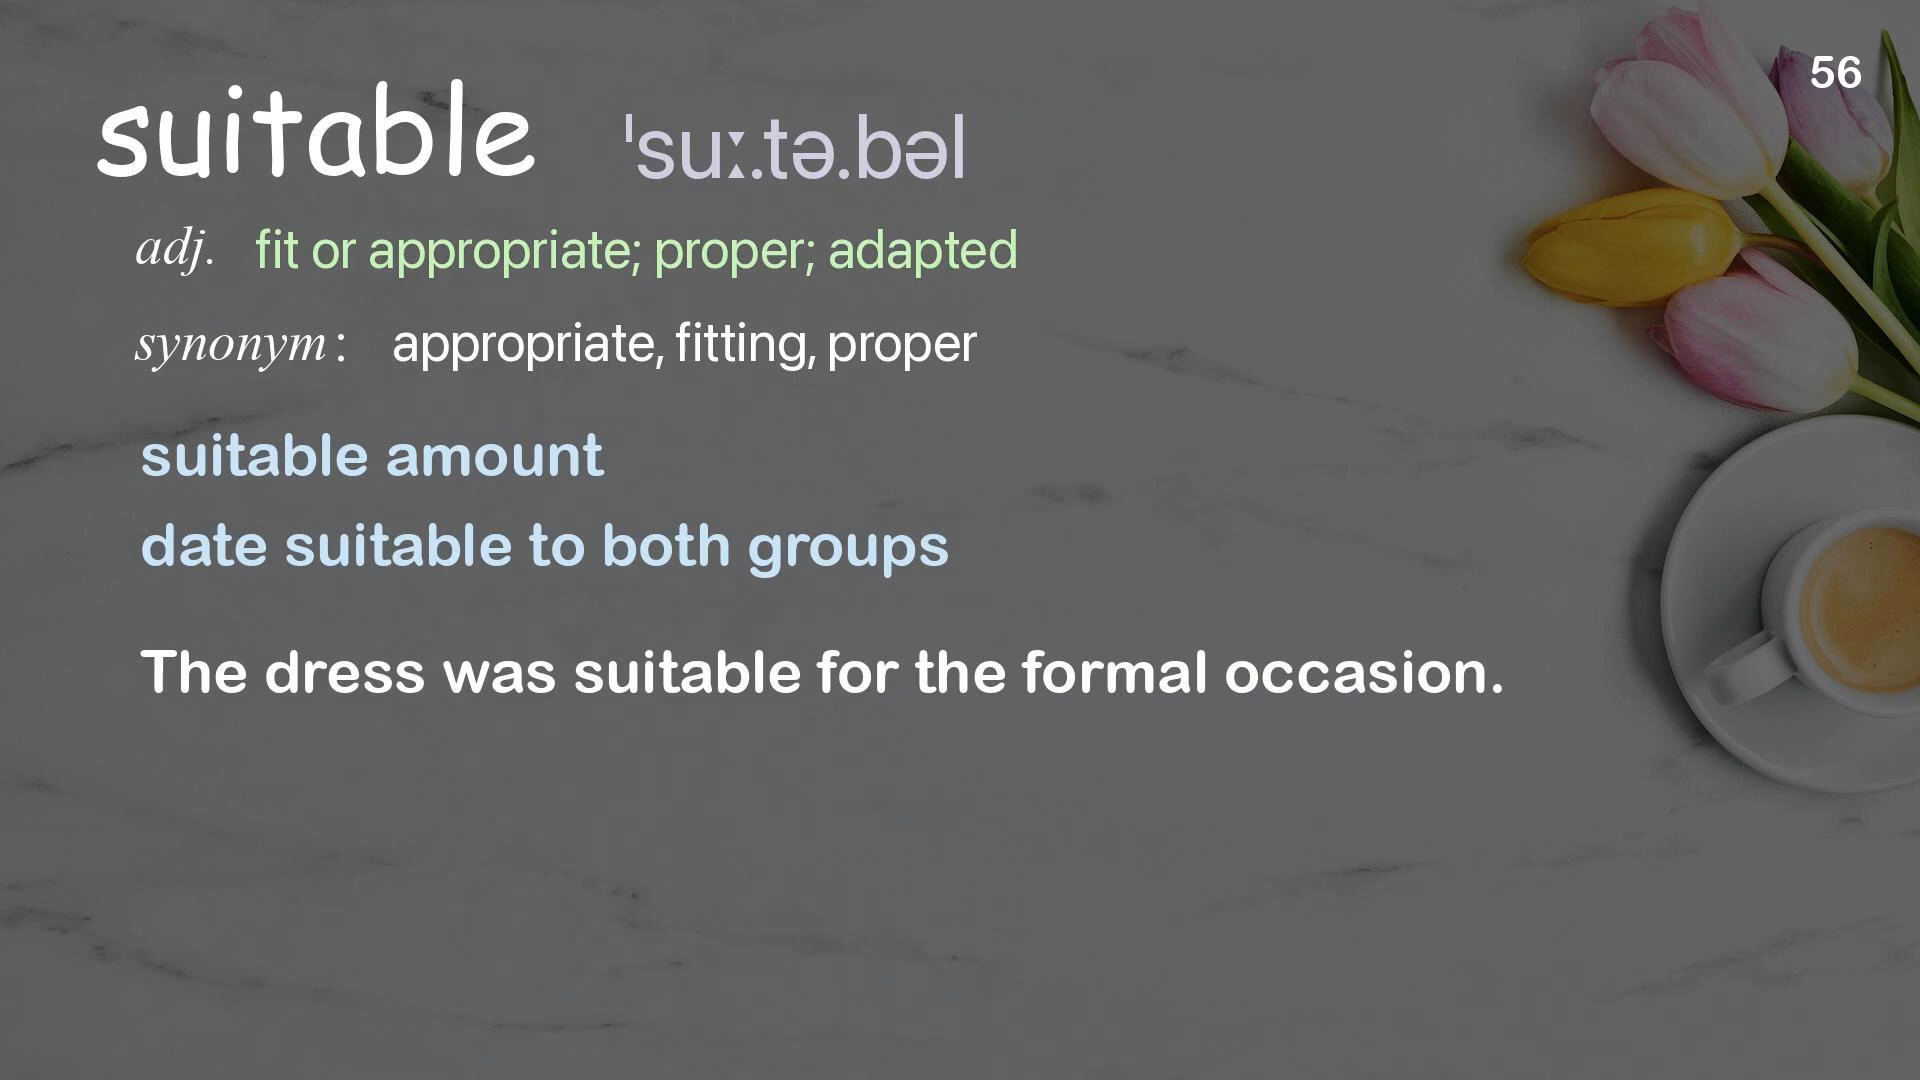 56
suitable ˈsuː.tə.bəl
adj. fit or appropriate; proper; adapted
synonym : appropriate, fitting, proper
suitable amount
date suitable to both groups
The dress was suitable for the formal occasion.